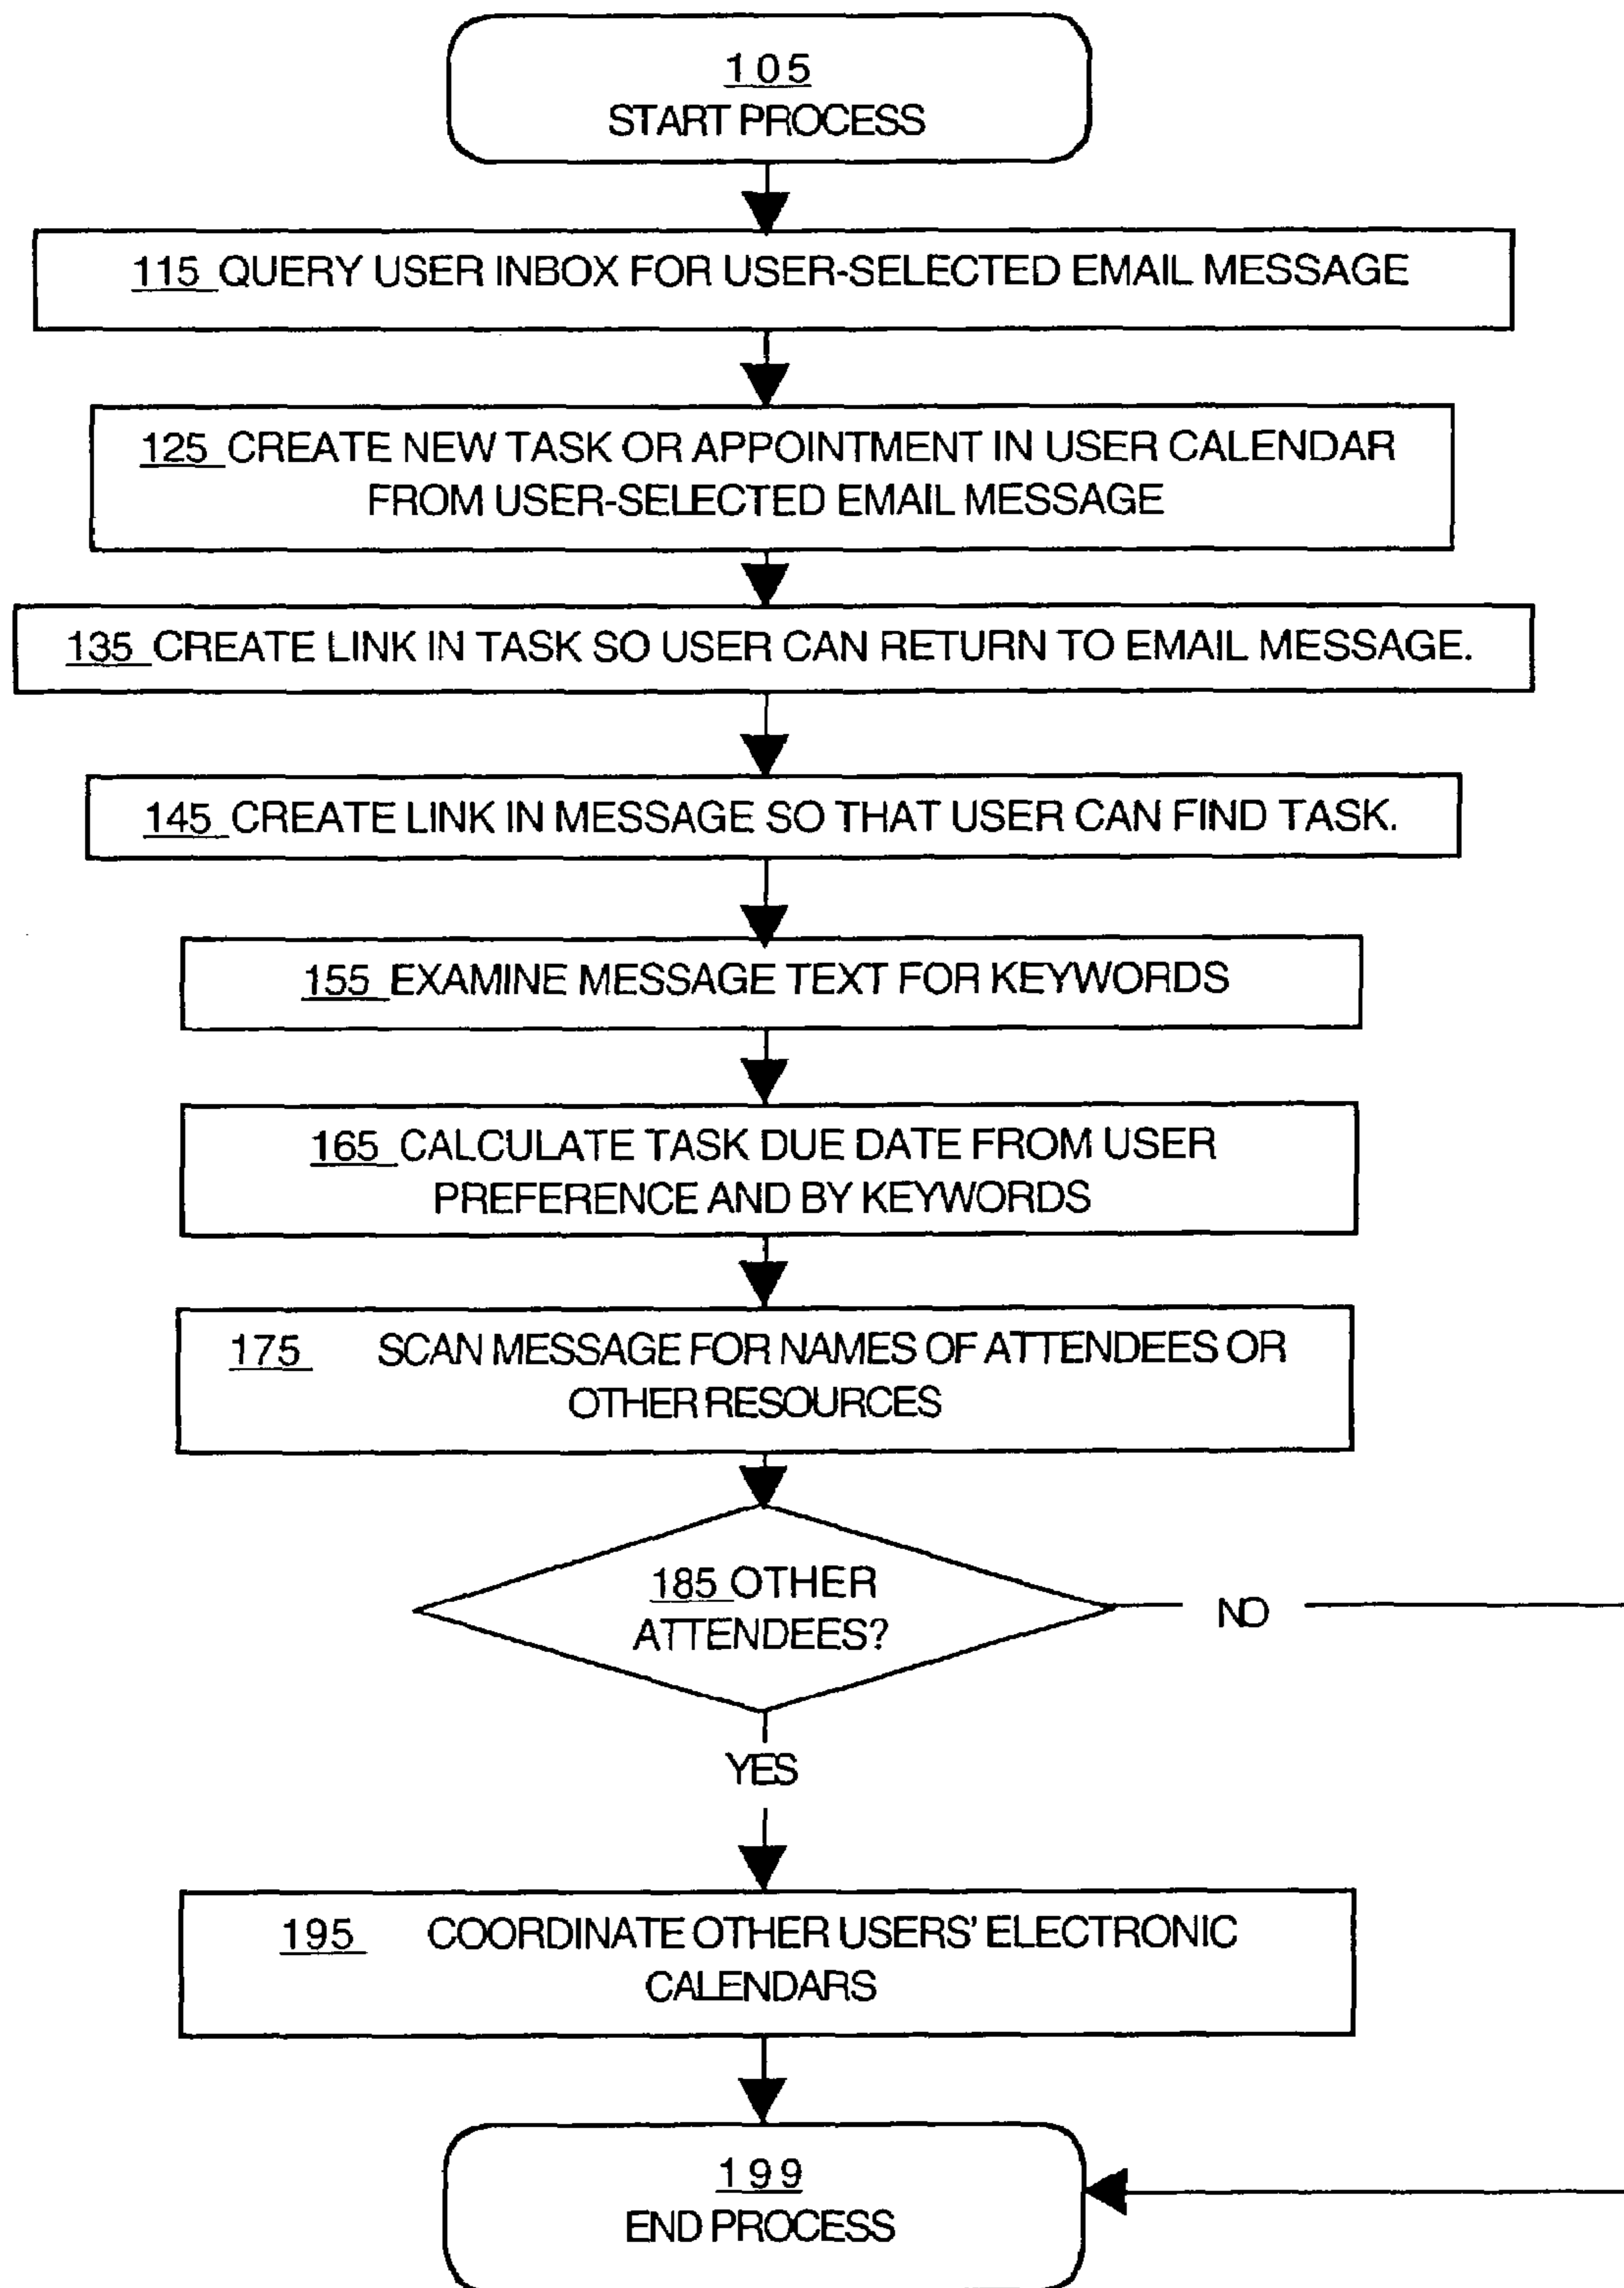 105
START PROCESS
115 QUERY USER INBOX FOR USER-SELECTED EMAIL MESSAGE
125 CREATE NEW TASK OR APPOINTMENT IN USER CALENDAR
FROM USER-SELECTED EMAIL MESSAGE
135 CREATE LINK IN TASK SO USER CAN RETURN TO EMAIL MESSAGE.
145 CREATE LINK IN MESSAGE SO THAT USER CAN FIND TASK.
155 EXAMINE MESSAGE TEXT FOR KEYWORDS
165 CALCULATE TASK DUE DATE FROM USER
PREFERENCE AND BY KEYWORDS
175 SCAN MESSAGE FOR NAMES OF ATTENDEES OR
OTHER RESOURCES
185 OTHER
ATTENDEES?
NO
YES
195 COORDINATE OTHER USERS' ELECTRONIC
CALENDARS
199
END PROCESS